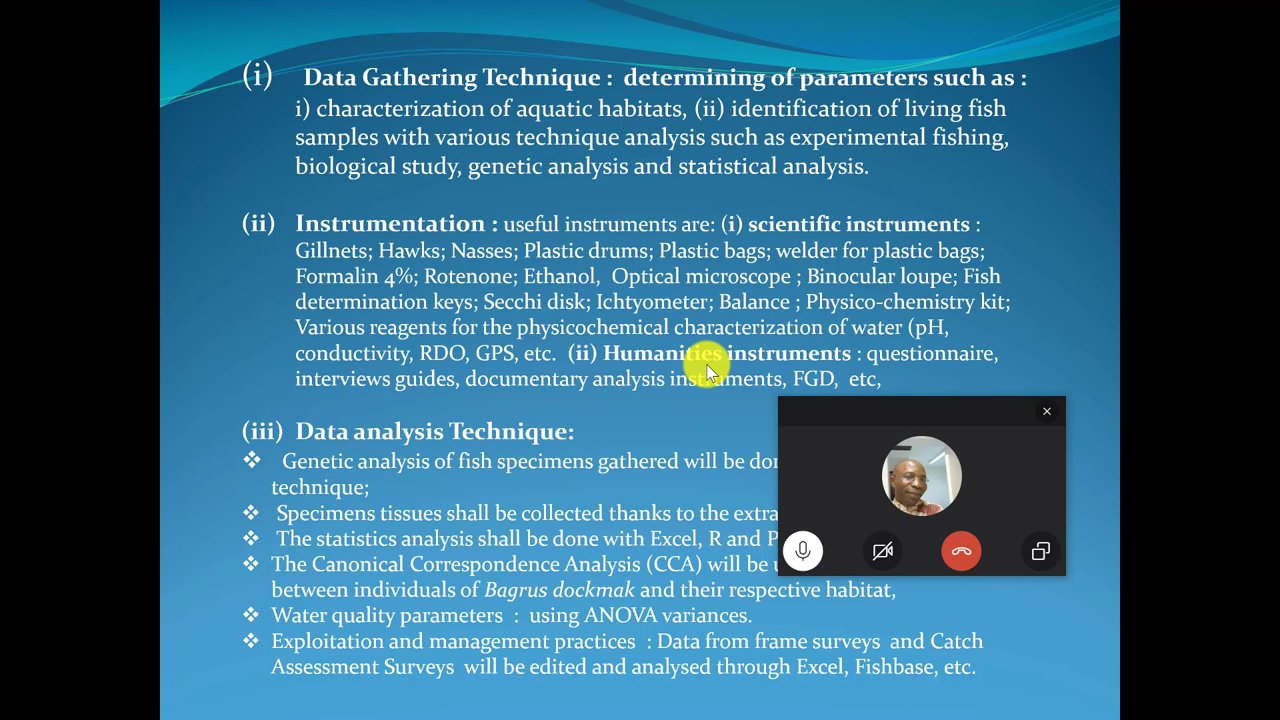 (i) Data Gathering Technique : determining of parameters such as :
i) characterization of aquatic habitats, (ii) identification of living fish
samples with various technique analysis such as experimental fishing,
biological study, genetic analysis and statistical analysis.
(ii) Instrumentation : useful instruments are: (i) scientific instruments :
Gillnets; Hawks; Nasses; Plastic drums; Plastic bags; welder for plastic bags;
Formalin 4%; Rotenone; Ethanol, Optical microscope ; Binocular loupe; Fish
determination keys; Secchi disk; Ichtyometer; Balance ; Physico-chemistry kit;
Various reagents for the physicochemical characterization of water (pH,
conductivity, RDO, GPS, etc. (ii) Humanities instruments : questionnaire,
interviews guides, documentary analysis instruments, FGD, etc,
(iii) Data analysis Technique:
❖ Genetic analysis of fish specimens gathered will be
technique;
❖ Specimens tissues shall be collected thanks to the
❖ The statistics analysis shall be done with Excel, R and
❖ The Canonical Correspondence Analysis (CCA) will be
between individuals of Bagrus dockmak and their respective habitat,
❖ Water quality parameters : using ANOVA variances.
❖ Exploitation and management practices : Data from frame surveys and Catch
Assessment Surveys will be edited and analysed through Excel, Fishbase, etc.